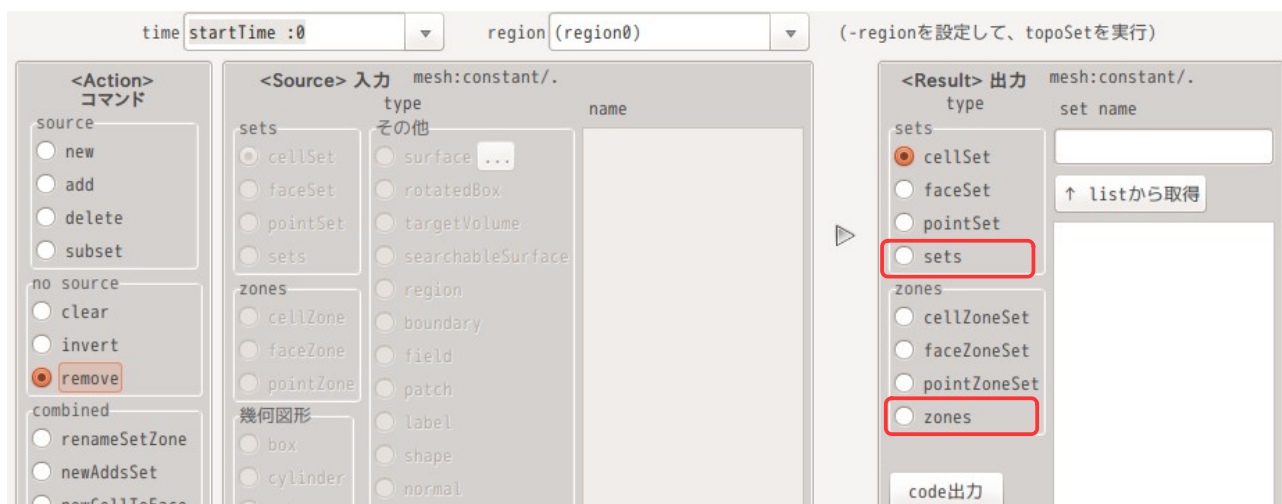 time startTime :0 region (region0) (-regionを設定して、topoSetを実行)
<Action>
コマンド
source
new
add
delete
subset
no source
clear
invert
remove
combined
renameSetZone
newAddsSet
newCellToFace
<Source> 入力 mesh:constant/.
type
name
sets
cellSet
faceSet
pointSet
sets
zones
cellZone
faceZone
pointZone
幾何図形
box
cylinder
その他
surface ...
rotatedBox
targetVolume
searchableSurface
region
boundary
field
patch
label
shape
normal
<Result> 出力 mesh:constant/.
type
set name
sets
cellSet
faceSet
pointSet
sets
zones
cellZoneSet
faceZoneSet
pointZoneSet
zones
↑ listから取得
code出力